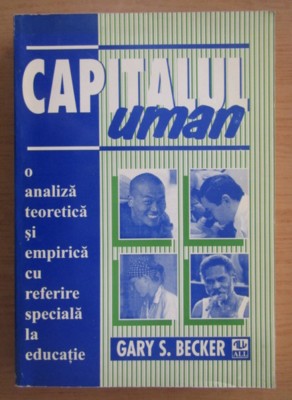 CAPITALUL
uman
o
analiză
teoretică
și
empirică
cu
referire
specială
la
educație
GARY S. BECKER
ALL